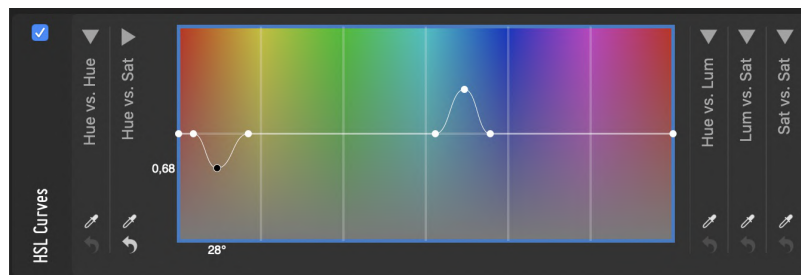 HSL Curves
Hue vs. Hue
Hue vs. Sat
0,68
28°
Hue vs. Lum
Lum vs. Sat
Sat vs. Sat